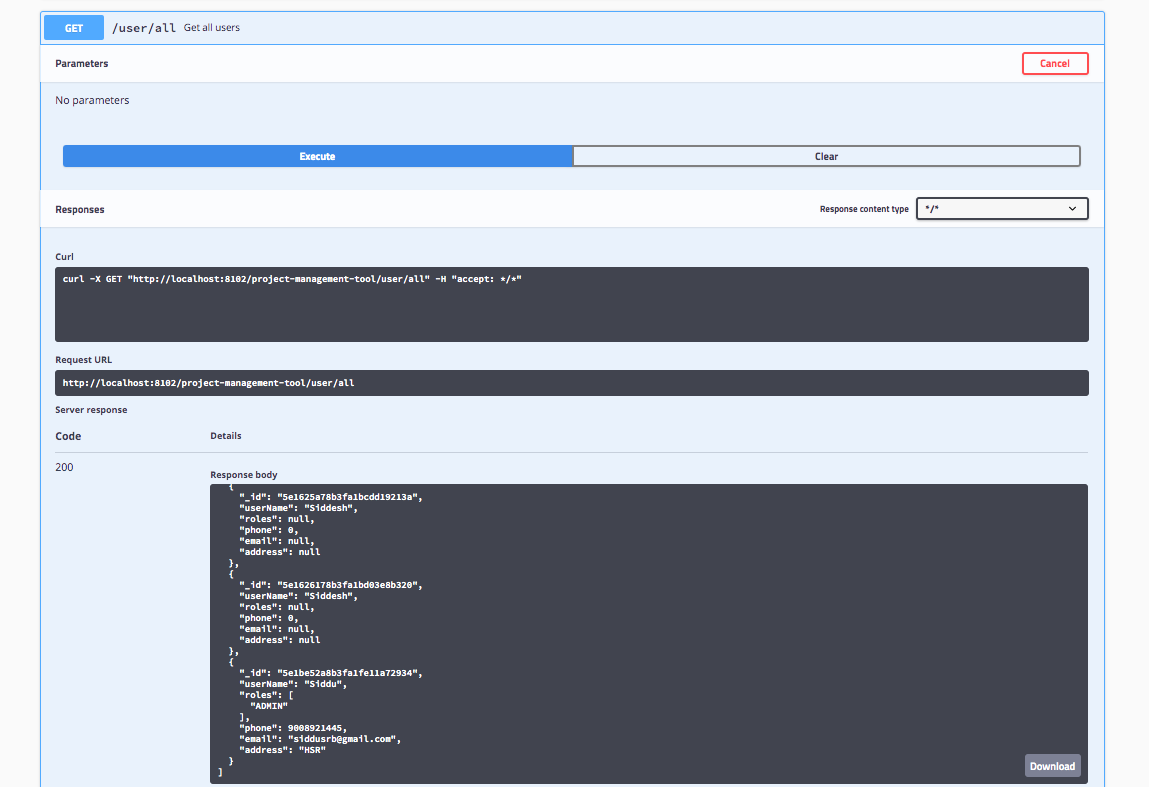 GET /user/all Get all users
Parameters Cancel
No parameters
Execute Clear
Responses Response content type */*
Curl
curl -X GET "http://localhost:8102/project-management-tool/user/all" -H "accept: */*"
Request URL
http://localhost:8102/project-management-tool/user/all
Server response
Code Details
200
Response body
{
"_id": "5e1625a78b3fa1bcdd19213a",
"userName": "Siddesh",
"roles": null,
"phone": 0,
"email": null,
"address": null
},
{
"_id": "5e1626178b3fa1bd03e8b320",
"userName": "Siddesh",
"roles": null,
"phone": 0,
"email": null,
"address": null
},
{
"_id": "5e1be52a8b3fa1fe11a72934",
"userName": "Siddu",
"roles": [
"ADMIN"
],
"phone": 9008921445,
"email": "siddusrb@gmail.com",
"address": "HSR"
}
]
Download